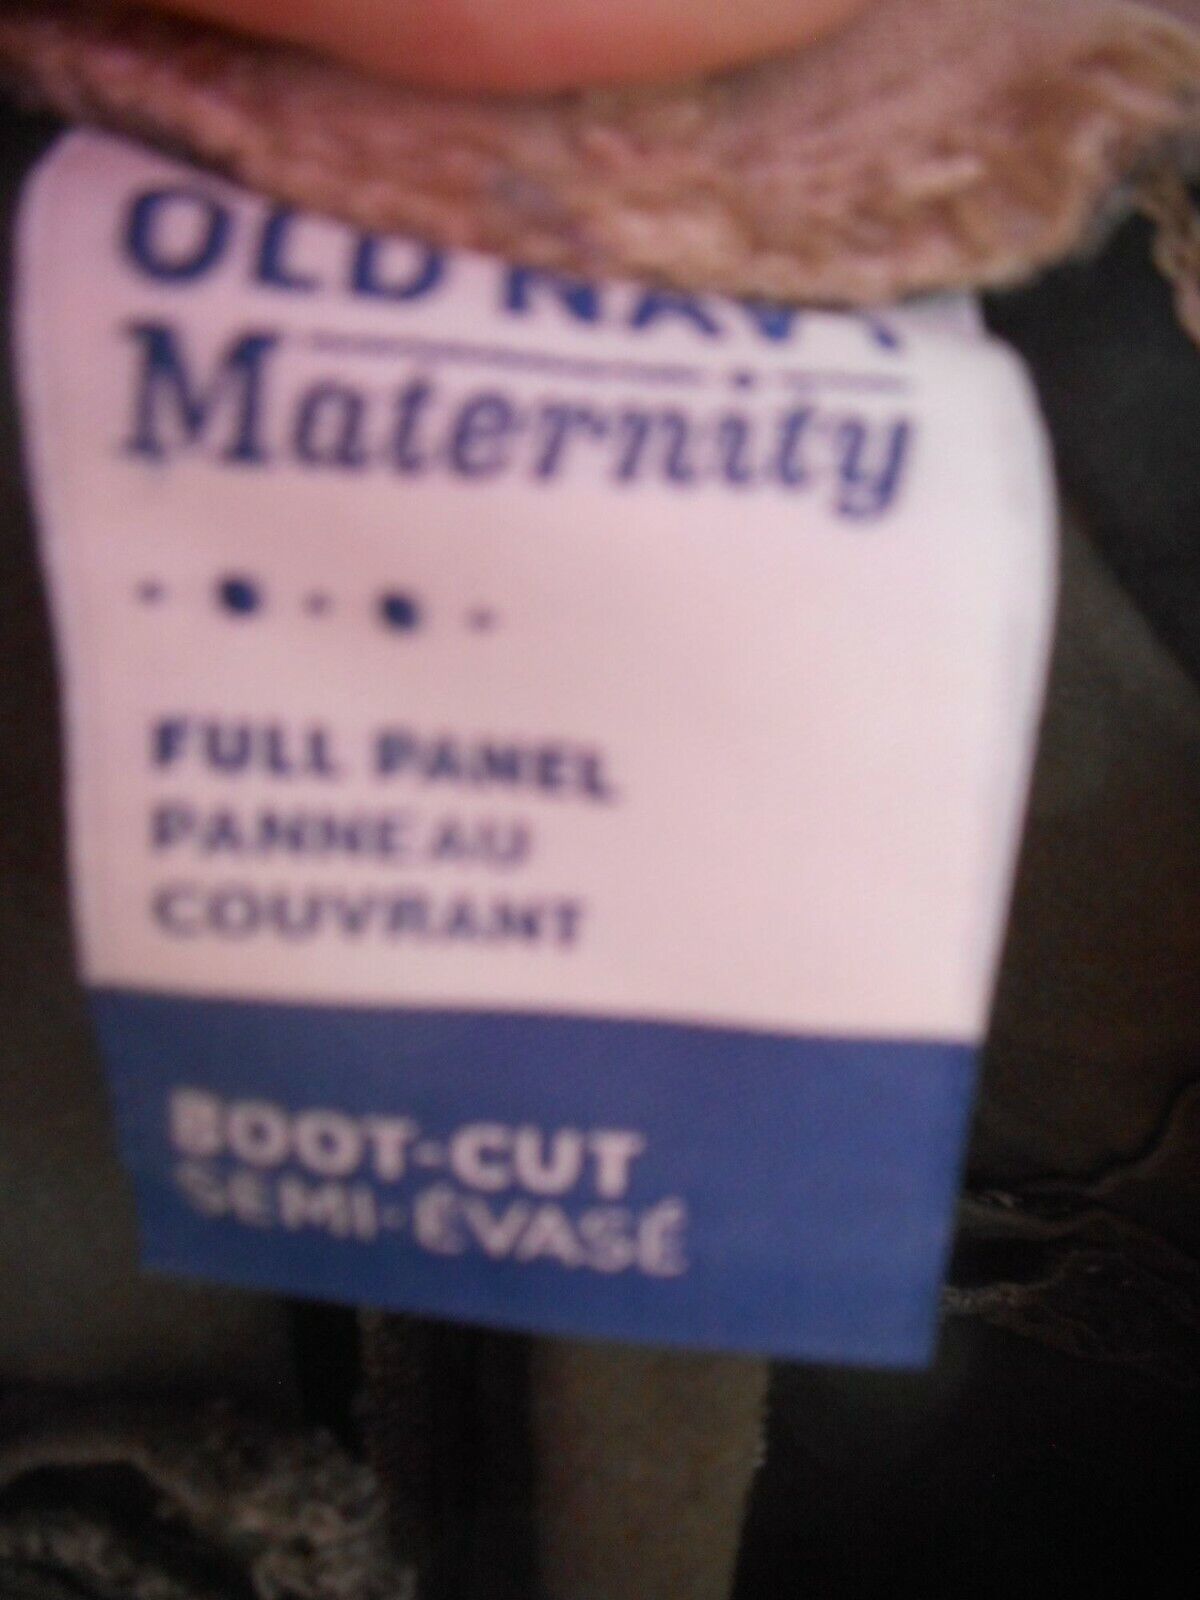 OLD NAVY
Maternity
FULL PANEL
PANNEAU
COUVRANT
BOOT-CUT
SEMI-ÉVASÉ